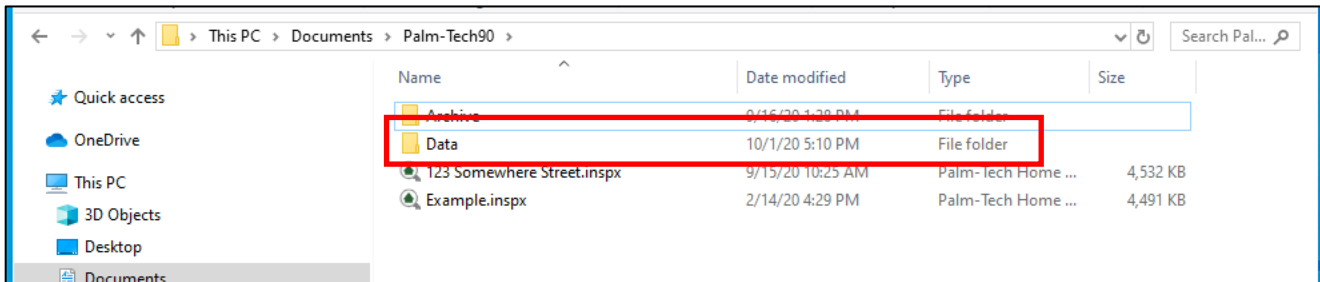 This PC > Documents > Palm-Tech90 > Search Pal...
Name Date modified Type Size
Quick access
Archive 9/16/20 1:28 PM File folder
OneDrive
Data 10/1/20 5:10 PM File folder
This PC
123 Somewhere Street.inspx 9/15/20 10:25 AM Palm-Tech Home ... 4,532 KB
Example.inspx 2/14/20 4:29 PM Palm-Tech Home ... 4,491 KB
3D Objects
Desktop
Documents